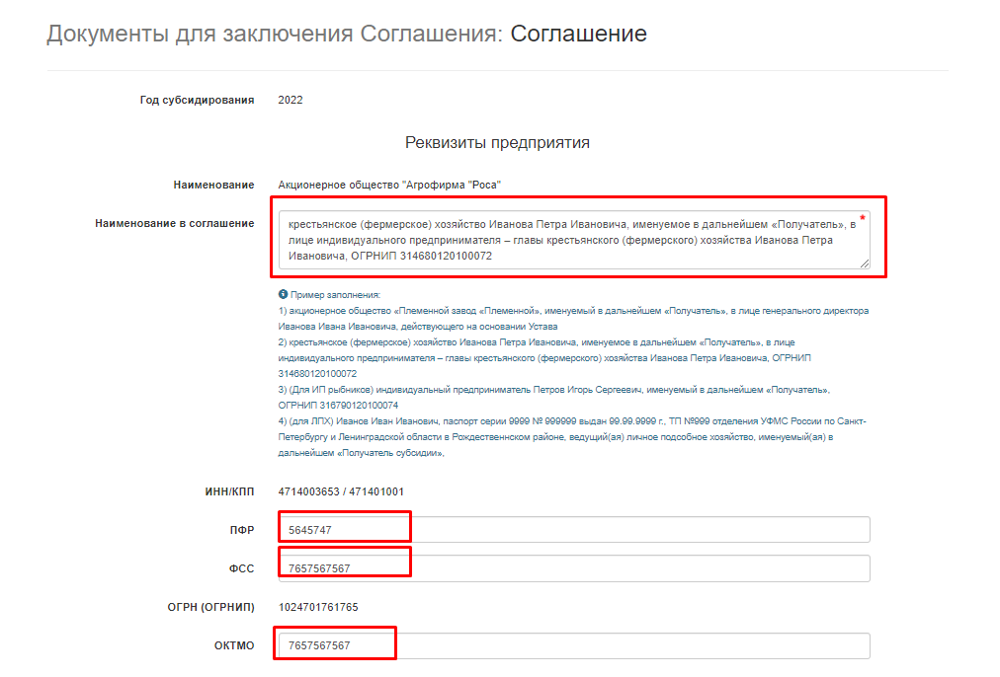 Документы для заключения Соглашения: Соглашение
Год субсидирования 2022
Реквизиты предприятия
Наименование Акционерное общество "Агрофирма "Роса"
Наименование в соглашение
крестьянское (фермерское) хозяйство Иванова Петра Ивановича, именуемое в дальнейшем «Получатель», в *
лице индивидуального предпринимателя – главы крестьянского (фермерского) хозяйства Иванова Петра
Ивановича, ОГРНИП 314680120100072
Пример заполнения:
1) акционерное общество «Племенной завод «Племенной», именуемый в дальнейшем «Получатель», в лице генерального директора
Иванова Ивана Ивановича, действующего на основании Устава
2) крестьянское (фермерское) хозяйство Иванова Петра Ивановича, именуемое в дальнейшем «Получатель», в лице
индивидуального предпринимателя – главы крестьянского (фермерского) хозяйства Иванова Петра Ивановича, ОГРНИП
314680120100072
3) (Для ИП рыбников) индивидуальный предприниматель Петров Игорь Сергеевич, именуемый в дальнейшем «Получатель»,
ОГРНИП 316790120100074
4) (для ЛПХ) Иванов Иван Иванович, паспорт серии 9999 № 999999 выдан 99.99.9999 г., ТП №999 отделения УФМС России по Санкт-
Петербургу и Ленинградской области в Рождественнском районе, ведущий(ая) личное подсобное хозяйство, именуемый(ая) в
дальнейшем «Получатель субсидии»,
ИНН/КПП 4714003653 / 471401001
ПФР 5645747
ФСС 7657567567
ОГРН (ОГРНИП) 1024701761765
ОКТМО 7657567567